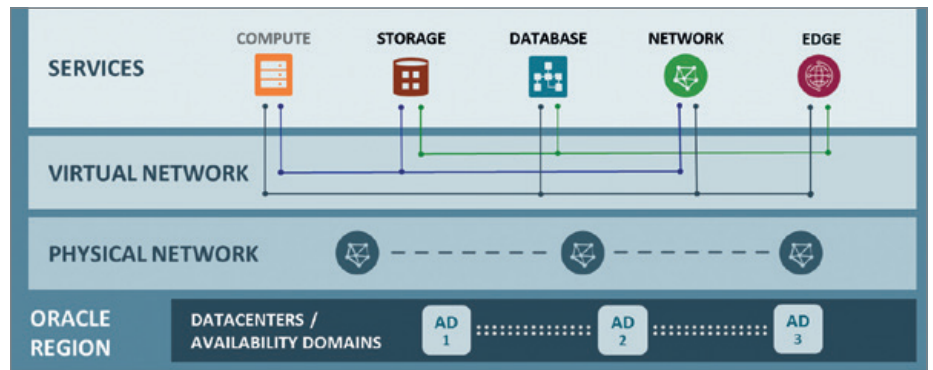 COMPUTE STORAGE DATABASE NETWORK EDGE
SERVICES
VIRTUAL NETWORK
PHYSICAL NETWORK
ORACLE
REGION
DATACENTERS /
AVAILABILITY DOMAINS
AD
1
AD
2
AD
3